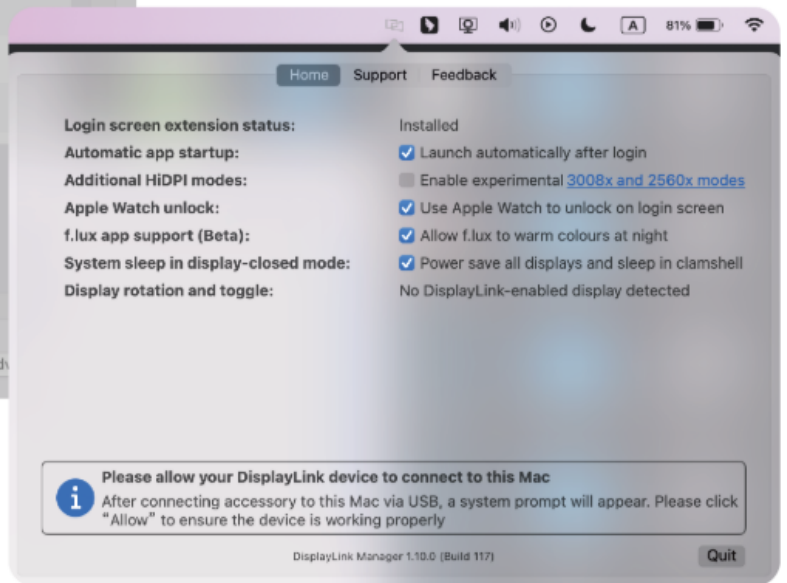 A 81%
Home Support Feedback
Login screen extension status: Installed
Automatic app startup: Launch automatically after login
Additional HiDPI modes: Enable experimental 3008x and 2560x modes
Apple Watch unlock: Use Apple Watch to unlock on login screen
f.lux app support (Beta): Allow f.lux to warm colours at night
System sleep in display-closed mode: Power save all displays and sleep in clamshell
Display rotation and toggle: No DisplayLink-enabled display detected
Please allow your DisplayLink device to connect to this Mac
After connecting accessory to this Mac via USB, a system prompt will appear. Please click
“Allow” to ensure the device is working properly
DisplayLink Manager 1.10.0 (Build 117)
Quit